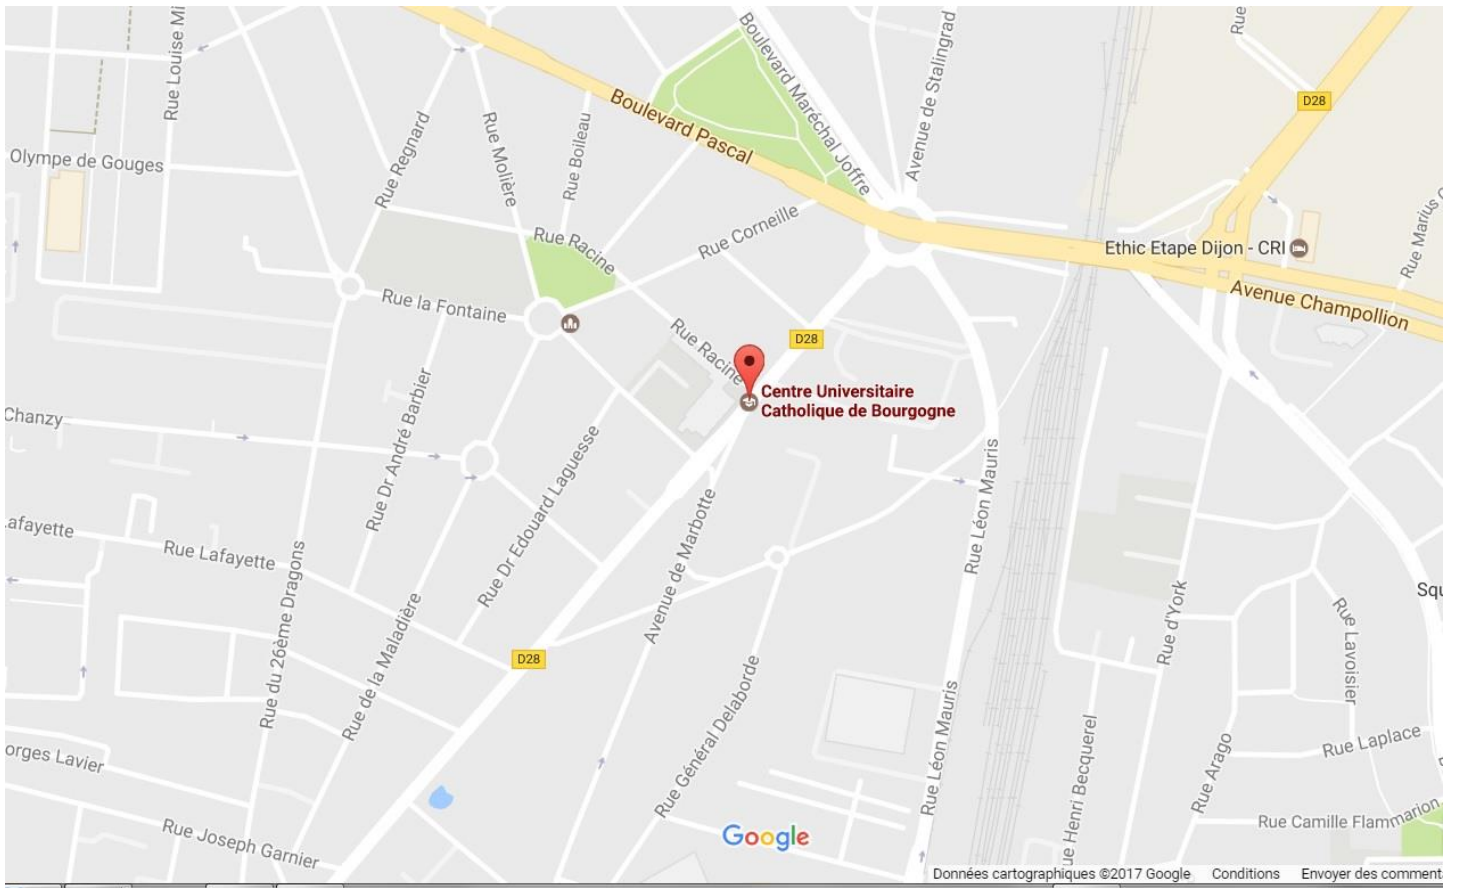 Rue Louise Mi
Boulevard Maréchal Joffre
Avenue de Stalingrad
Rue
D28
Rue Regnard
Rue Molière
Rue Boileau
Boulevard Pascal
Olympe de Gouges
Rue Racine
Rue Corneille
Ethic Etape Dijon - CRI
Rue Marius
Avenue Champollion
Rue la Fontaine
Rue Racine
D28
Centre Universitaire
Catholique de Bourgogne
Chanzy
Rue Dr André Barbier
Rue Dr Edouard Laguesse
Rue Léon Mauris
Avenue de Marbotte
afayette
Rue Lafayette
Rue du 26ème Dragons
Rue de la Maladière
D28
Rue d'York
Squ
Rue Lavoisier
Rue Général Delaborde
Rue Léon Mauris
Rue Henri Becquerel
Rue Arago
Rue Laplace
orges Lavier
Rue Joseph Garnier
Rue Camille Flammarion
Google
Données cartographiques ©2017 Google Conditions Envoyer des comment